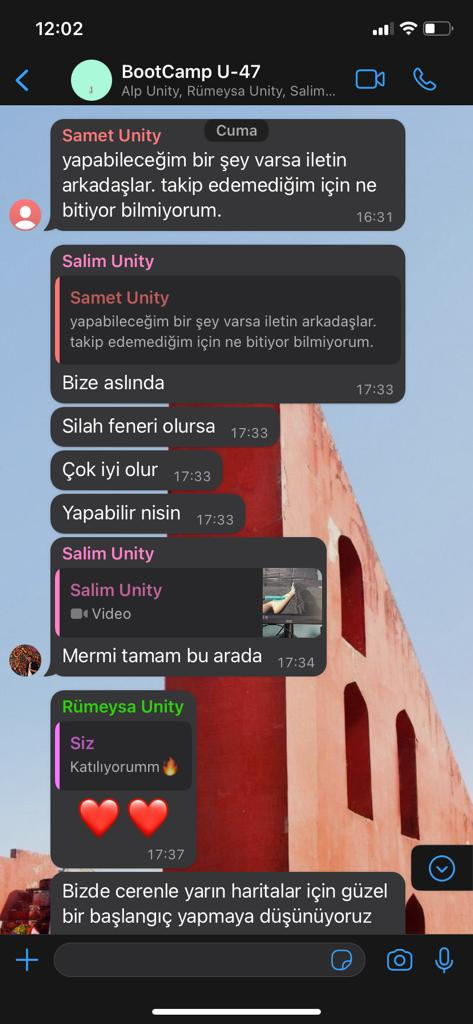 12:02
BootCamp U-47
Alp Unity, Rümeysa Unity, Salim...
Cuma
Samet Unity
yapabileceğim bir şey varsa iletin
arkadaşlar. takip edemediğim için ne
bitiyor bilmiyorum.
16:31
Salim Unity
Samet Unity
yapabileceğim bir şey varsa iletin arkadaşlar.
takip edemediğim için ne bitiyor bilmiyorum.
Bize aslında
17:33
Silah feneri olursa 17:33
Çok iyi olur 17:33
Yapabilir nisin 17:33
Salim Unity
Salim Unity
Video
Mermi tamam bu arada 17:34
Rümeysa Unity
Siz
Katılıyorumm🔥
❤️❤️
17:37
Bizde cerenle yarın haritalar için güzel
bir başlangıç yapmaya düşünüyoruz